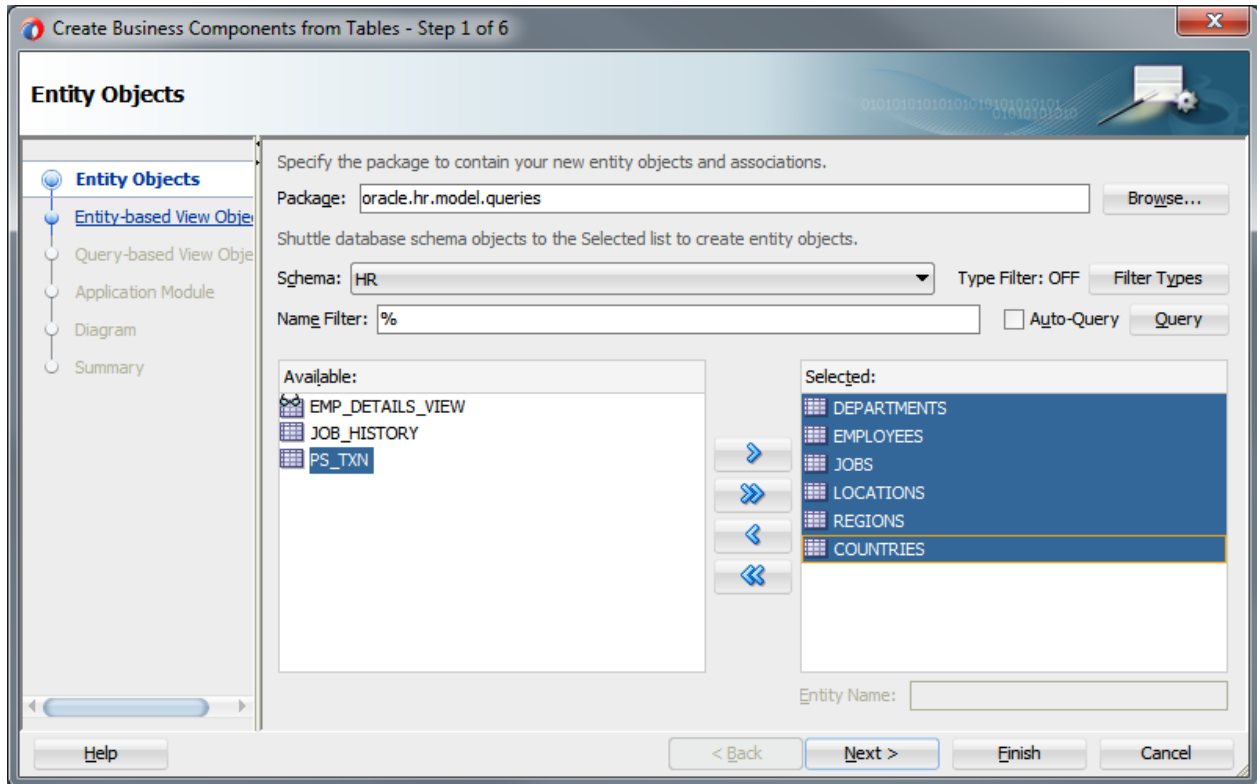 Create Business Components from Tables - Step 1 of 6
Entity Objects
Entity Objects
Entity-based View Obje
Query-based View Obje
Application Module
Diagram
Summary
Specify the package to contain your new entity objects and associations.
Package: oracle.hr.model.queries Browse...
Shuttle database schema objects to the Selected list to create entity objects.
Schema: HR Type Filter: OFF Filter Types
Name Filter: % Auto-Query Query
Available:
EMP_DETAILS_VIEW
JOB_HISTORY
PS_TXN
Selected:
DEPARTMENTS
EMPLOYEES
JOBS
LOCATIONS
REGIONS
COUNTRIES
Entity Name:
Help < Back Next > Finish Cancel